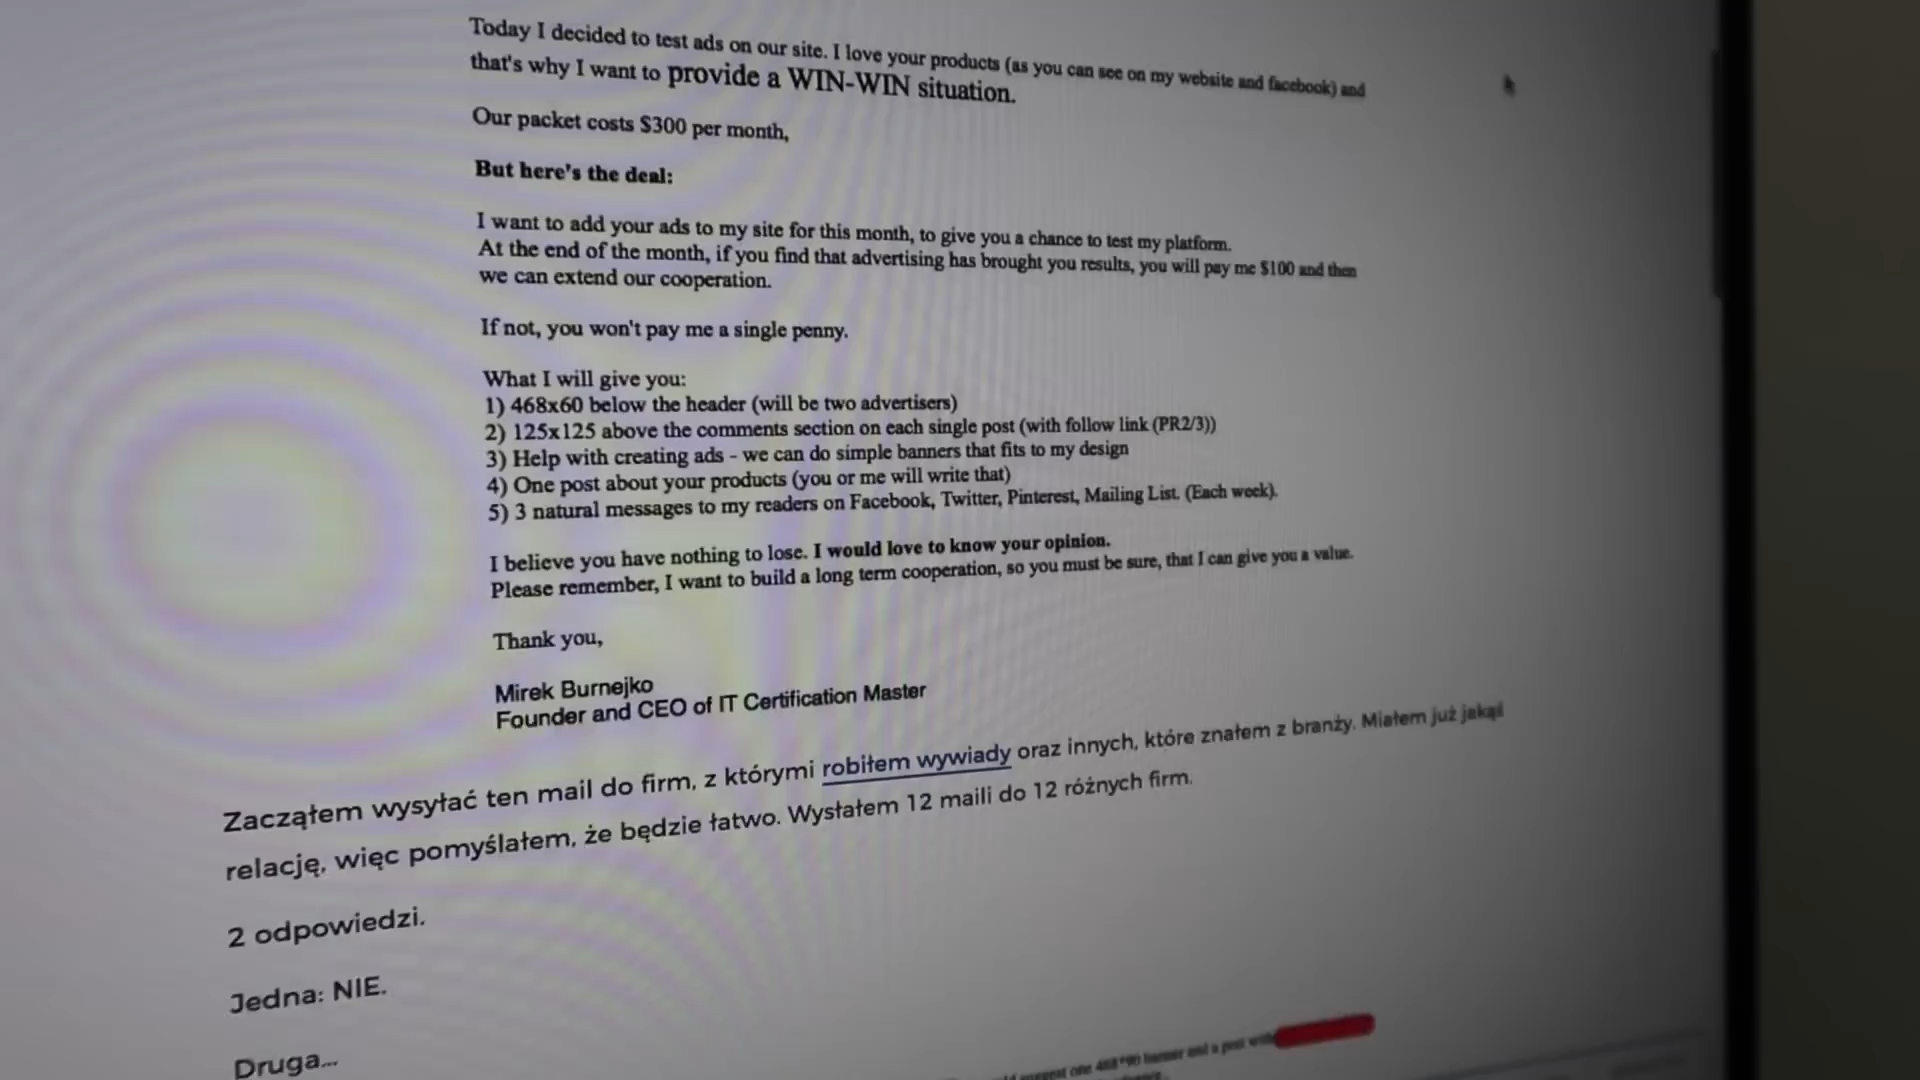 Today I decided to test ads on our site. I love your products (as you can see on my website and facebook) and
that's why I want to provide a WIN-WIN situation.
Our packet costs $300 per month,
But here's the deal:
I want to add your ads to my site for this month, to give you a chance to test my platform.
At the end of the month, if you find that advertising has brought you results, you will pay me $100 and then
we can extend our cooperation.
If not, you won't pay me a single penny.
What I will give you:
1) 468x60 below the header (will be two advertisers)
2) 125x125 above the comments section on each single post (with follow link (PR2/3))
3) Help with creating ads - we can do simple banners that fits to my design
4) One post about your products (you or me will write that)
5) 3 natural messages to my readers on Facebook, Twitter, Pinterest, Mailing List. (Each week).
I believe you have nothing to lose. I would love to know your opinion.
Please remember, I want to build a long term cooperation, so you must be sure, that I can give you a value.
Thank you,
Mirek Burnejko
Founder and CEO of IT Certification Master
Zacząłem wysyłać ten mail do firm, z którymi robiłem wywiady oraz innych, które znałem z branży. Miałem już jakąś
relację, więc pomyślałem, że będzie łatwo. Wysłałem 12 maili do 12 różnych firm.
2 odpowiedzi.
Jedna: NIE.
Druga...
suggest one 468*90 banner and a post with